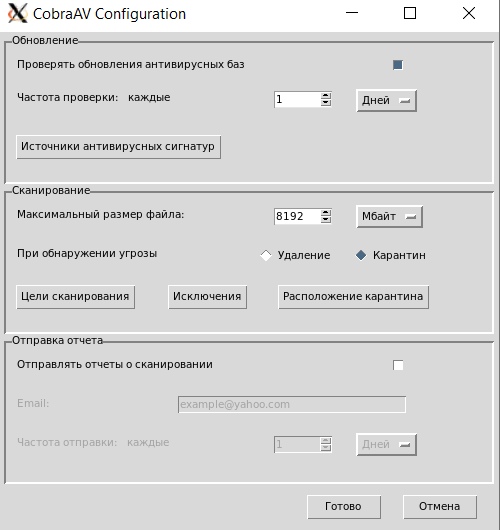 CobraAV Configuration
Обновление
Проверять обновления антивирусных баз
Частота проверки: каждые 1 Дней
Источники антивирусных сигнатур
Сканирование
Максимальный размер файла: 8192 Мбайт
При обнаружении угрозы Удаление Карантин
Цели сканирования Исключения Расположение карантина
Отправка отчета
Отправлять отчеты о сканировании
Email: example@yahoo.com
Частота отправки: каждые 1 Дней
Готово Отмена